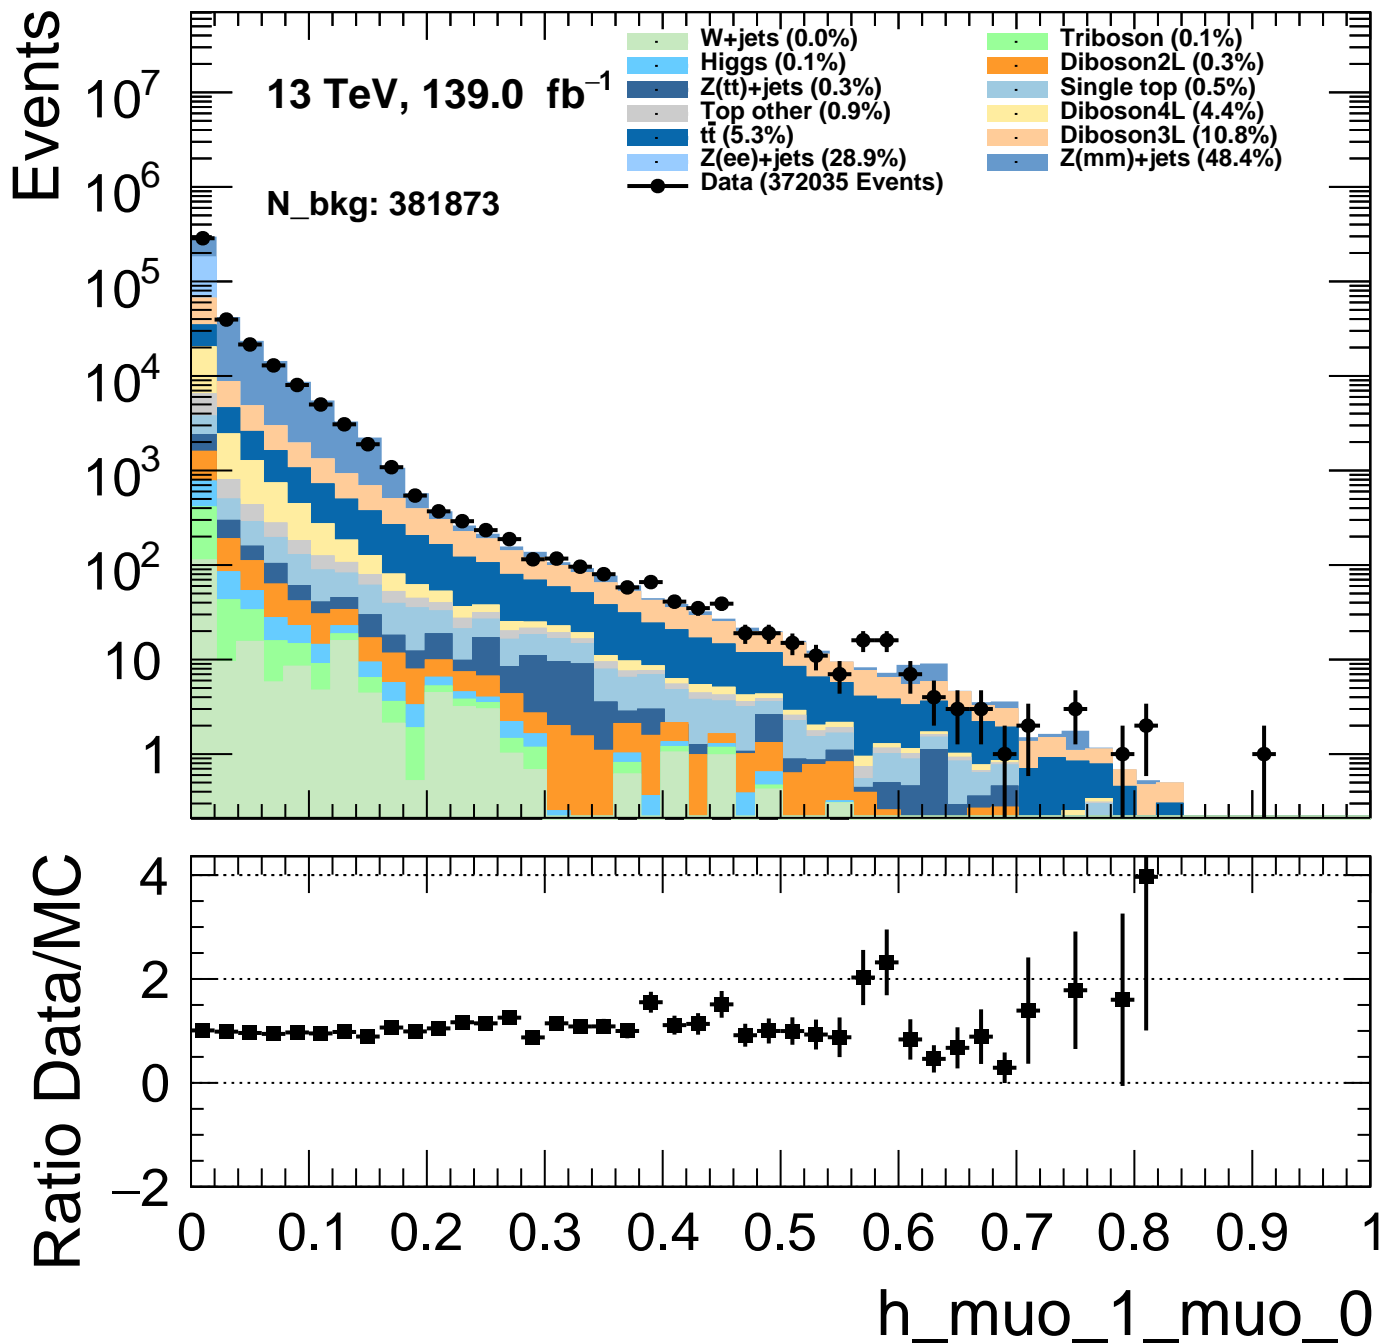 Events
10⁷
10⁶
10⁵
10⁴
10³
10²
10
1
13 TeV, 139.0 fb⁻¹
N_bkg: 381873
W+jets (0.0%)
Higgs (0.1%)
Z(tt)+jets (0.3%)
Top other (0.9%)
tt̄ (5.3%)
Z(ee)+jets (28.9%)
Data (372035 Events)
Triboson (0.1%)
Diboson2L (0.3%)
Single top (0.5%)
Diboson4L (4.4%)
Diboson3L (10.8%)
Z(mm)+jets (48.4%)
Ratio Data/MC
4
2
0
−2
0 0.1 0.2 0.3 0.4 0.5 0.6 0.7 0.8 0.9 1
h_muo_1_muo_0